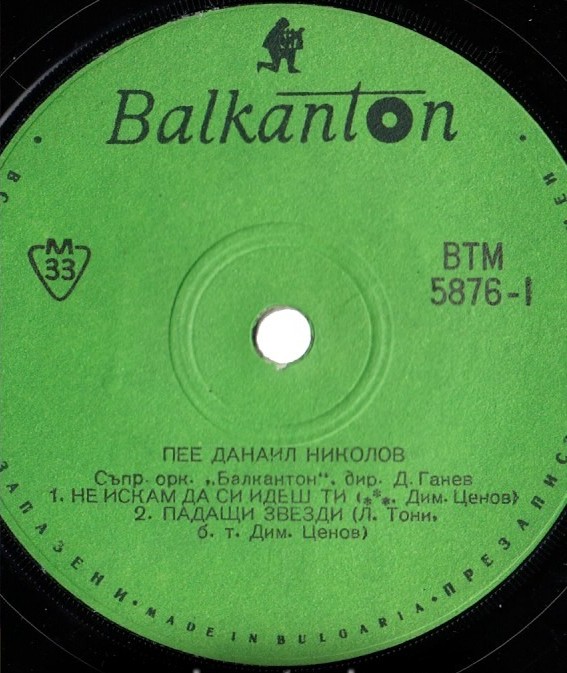 Balkanton
M
33
ВТМ
5876-I
ПЕЕ ДАНАИЛ НИКОЛОВ
Съпр. орк. „Балкантон“, дир. Д. Ганев
1. НЕ ИСКАМ ДА СИ ИДЕШ ТИ (***, Дим. Ценов)
2. ПАДАЩИ ЗВЕЗДИ (Л. Тони,
б. т. Дим. Ценов)
ЗАПАЗЕНИ • MADE IN BULGARIA •